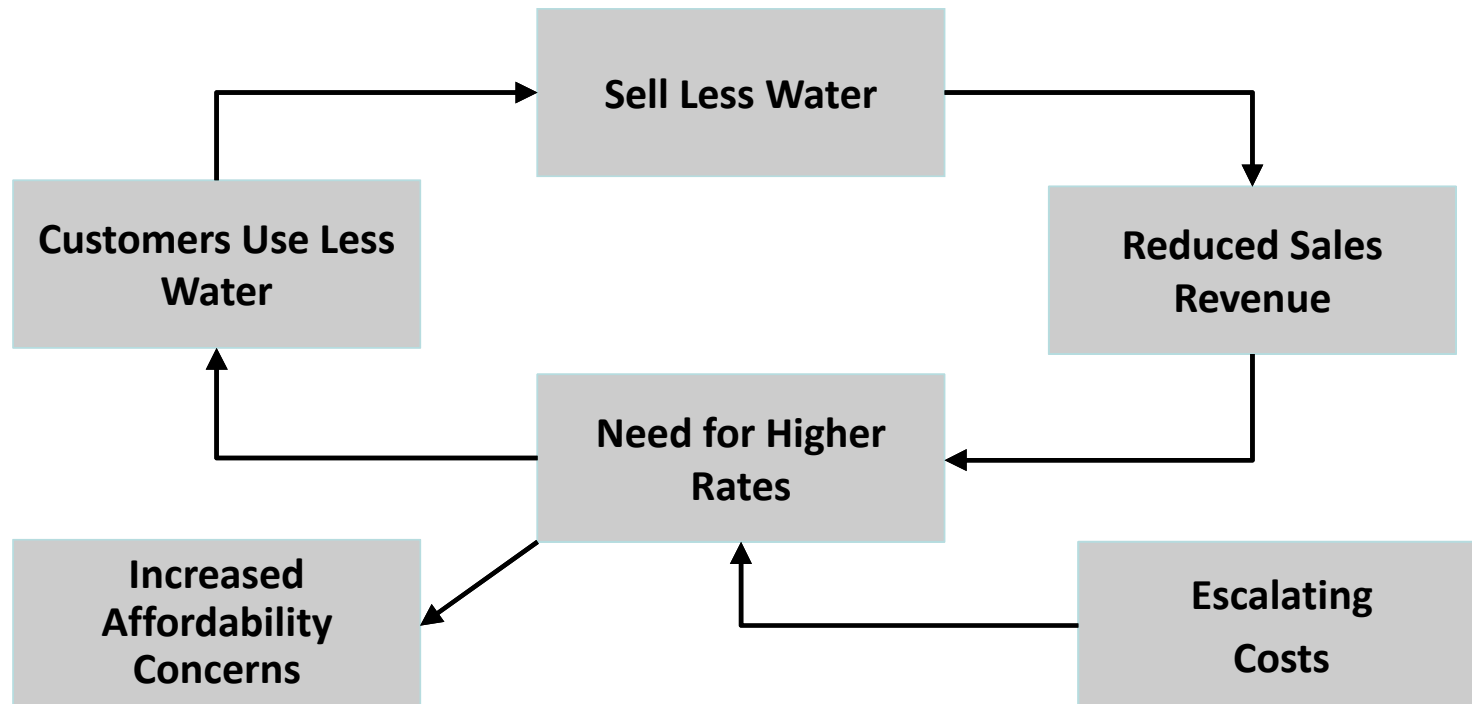 Sell Less Water
Customers Use Less
Water
Reduced Sales
Revenue
Need for Higher
Rates
Increased
Affordability
Concerns
Escalating
Costs